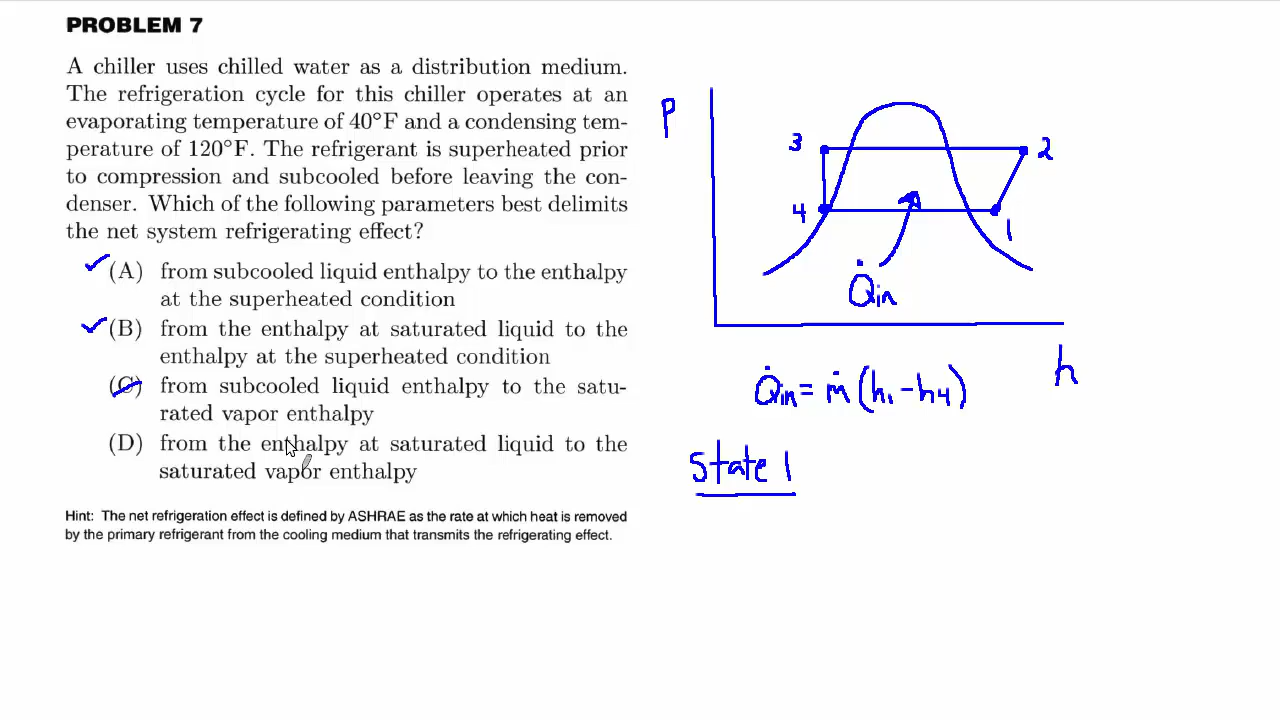 PROBLEM 7
A chiller uses chilled water as a distribution medium.
The refrigeration cycle for this chiller operates at an
evaporating temperature of 40°F and a condensing tem-
perature of 120°F. The refrigerant is superheated prior
to compression and subcooled before leaving the con-
denser. Which of the following parameters best delimits
the net system refrigerating effect?
(A) from subcooled liquid enthalpy to the enthalpy
at the superheated condition
(B) from the enthalpy at saturated liquid to the
enthalpy at the superheated condition
(C) from subcooled liquid enthalpy to the satu-
rated vapor enthalpy
(D) from the enthalpy at saturated liquid to the
saturated vapor enthalpy
Hint: The net refrigeration effect is defined by ASHRAE as the rate at which heat is removed
by the primary refrigerant from the cooling medium that transmits the refrigerating effect.
P
3
2
4
1
Q̇in
h
Q̇in = ṁ (h1 - h4)
State 1